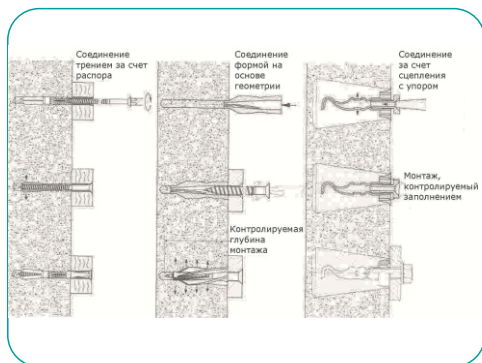 Соединение
трением за счет
распора
Соединение
формой на
основе
геометрии
Соединение
за счет
сцепления
с упором
Монтаж,
контролируемый
заполнением
Контролируемая
глубина
монтажа